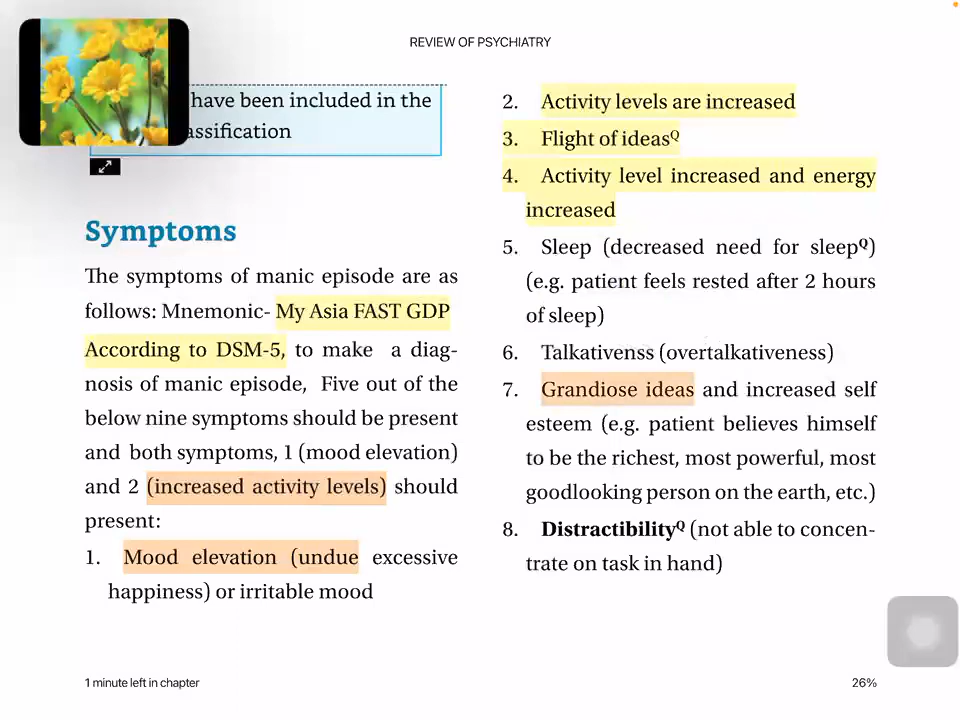 REVIEW OF PSYCHIATRY
have been included in the
assification
Symptoms
The symptoms of manic episode are as
follows: Mnemonic- My Asia FAST GDP
According to DSM-5, to make a diag-
nosis of manic episode, Five out of the
below nine symptoms should be present
and both symptoms, 1 (mood elevation)
and 2 (increased activity levels) should
present:
1. Mood elevation (undue excessive
happiness) or irritable mood
2. Activity levels are increased
3. Flight of ideasQ
4. Activity level increased and energy
increased
5. Sleep (decreased need for sleepQ)
(e.g. patient feels rested after 2 hours
of sleep)
6. Talkativenss (overtalkativeness)
7. Grandiose ideas and increased self
esteem (e.g. patient believes himself
to be the richest, most powerful, most
goodlooking person on the earth, etc.)
8. DistractibilityQ (not able to concen-
trate on task in hand)
1 minute left in chapter
26%